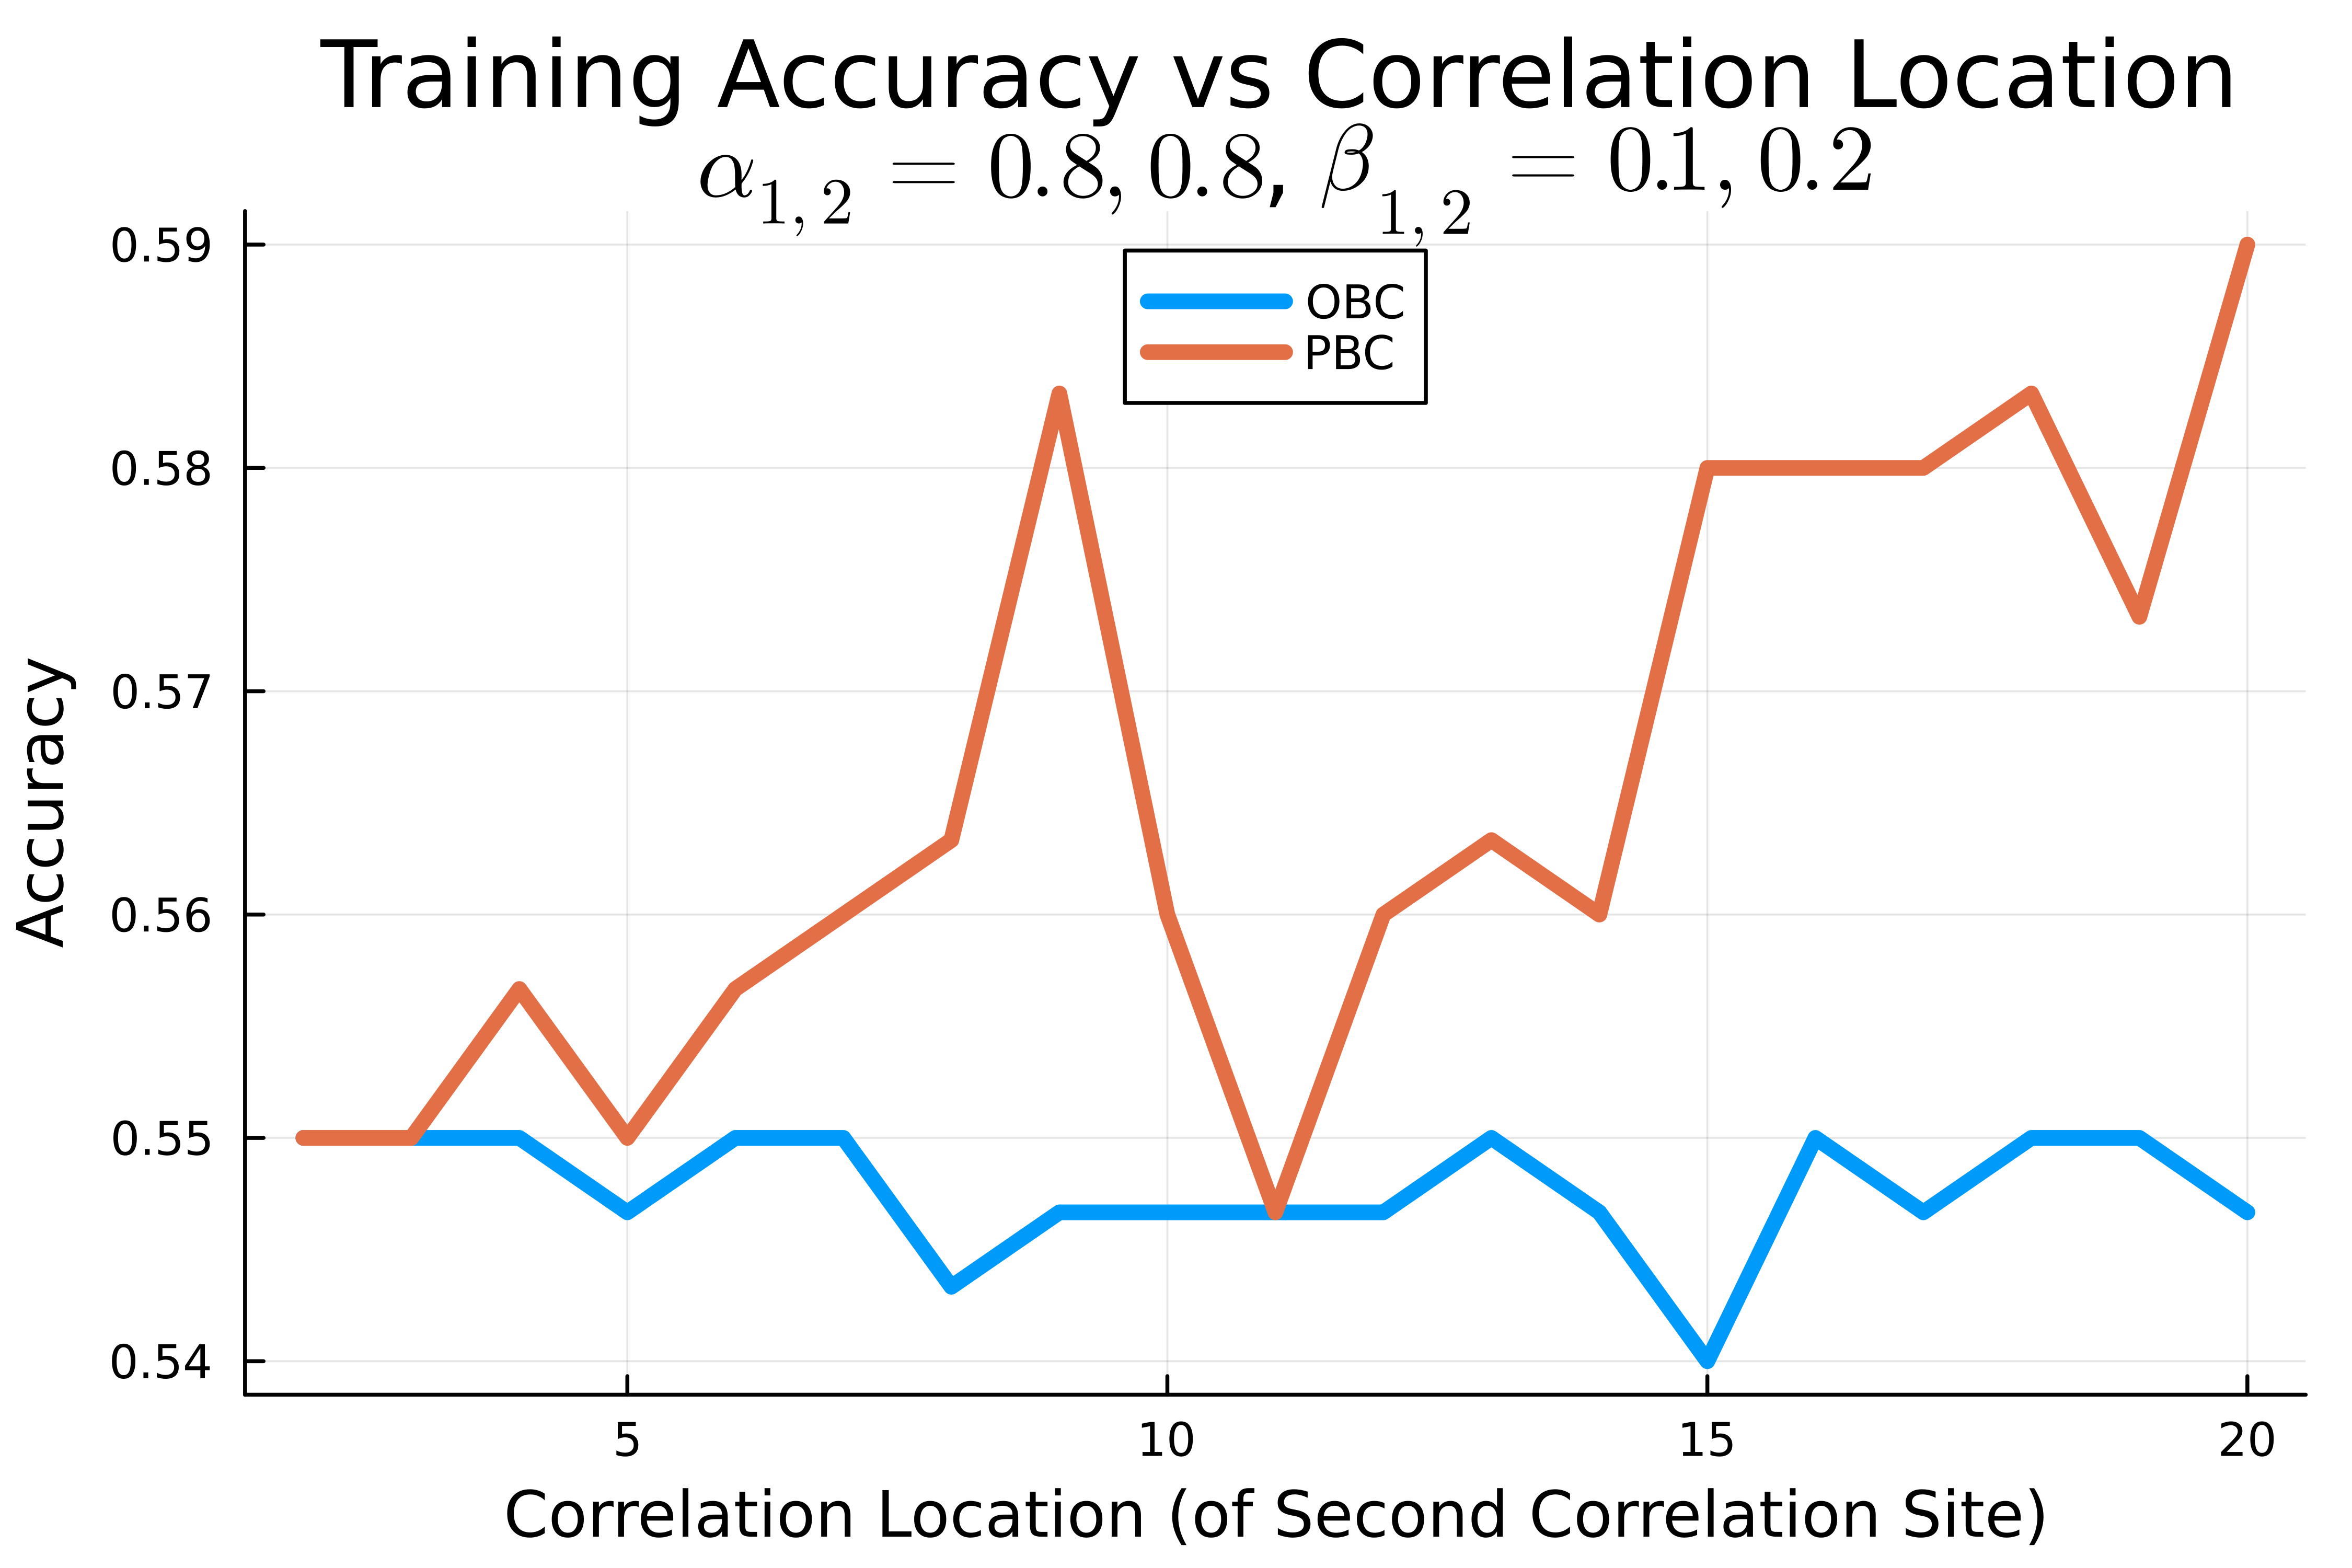 Training Accuracy vs Correlation Location
α₁,₂ = 0.8, 0.8, β₁,₂ = 0.1, 0.2
OBC
PBC
0.59
0.58
0.57
0.56
0.55
0.54
Accuracy
5 10 15 20
Correlation Location (of Second Correlation Site)